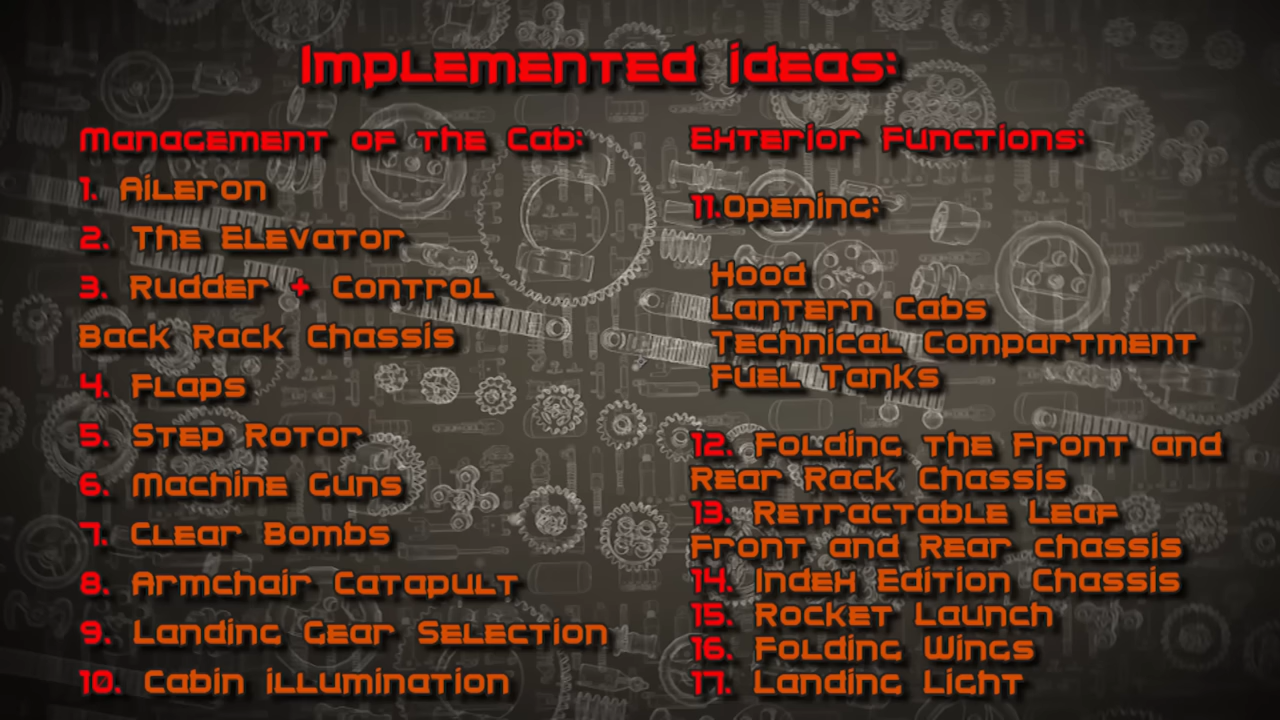 Implemented ideas:
Management of the Cab:
1. Aileron
2. The Elevator
3. Rudder + Control
Back Rack Chassis
4. Flaps
5. Step Rotor
6. Machine Guns
7. Clear Bombs
8. Armchair Catapult
9. Landing Gear Selection
10. Cabin illumination
Exterior Functions:
11.Opening:
Hood
Lantern Cabs
Technical Compartment
Fuel Tanks
12. Folding the Front and
Rear Rack Chassis
13. Retractable Leaf
Front and Rear chassis
14. Index Edition Chassis
15. Rocket Launch
16. Folding Wings
17. Landing Light